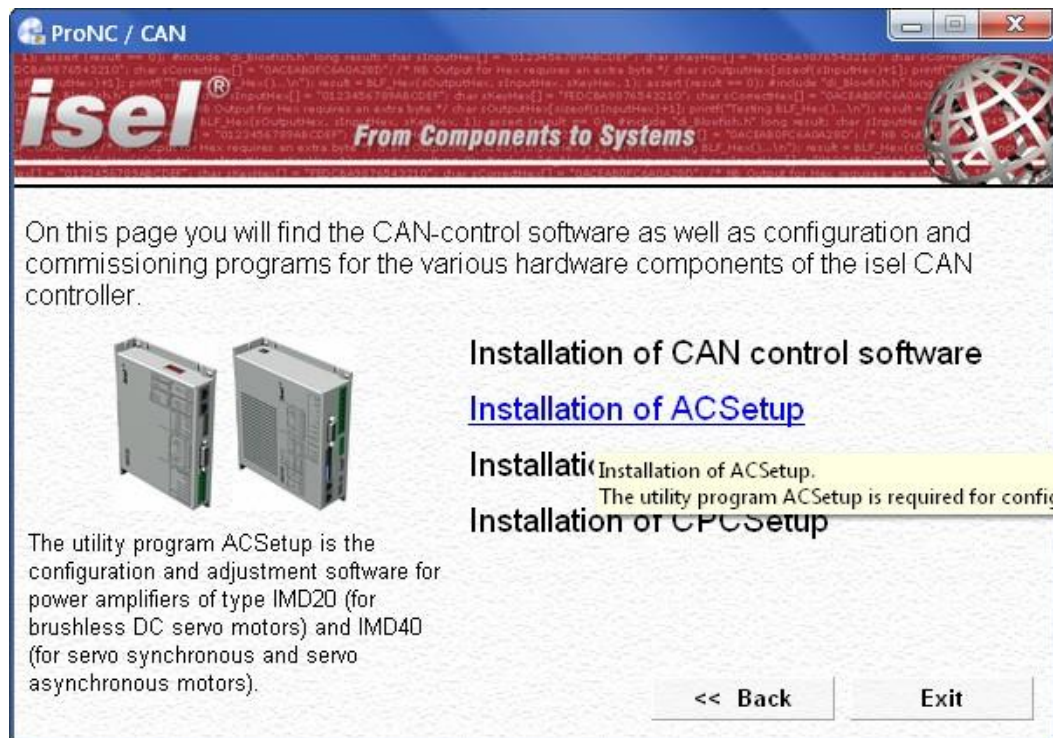 ProNC / CAN
isel®
From Components to Systems
On this page you will find the CAN-control software as well as configuration and
commissioning programs for the various hardware components of the isel CAN
controller.
Installation of CAN control software
Installation of ACSetup
Installati
Installation of ACSetup.
The utility program ACSetup is required for config
Installation of CPCSetup
The utility program ACSetup is the
configuration and adjustment software for
power amplifiers of type IMD20 (for
brushless DC servo motors) and IMD40
(for servo synchronous and servo
asynchronous motors).
<< Back
Exit